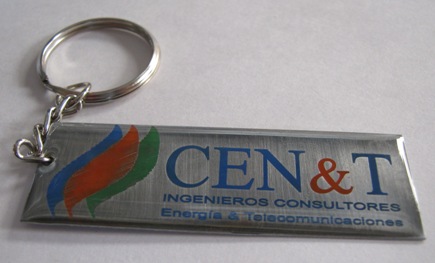 CEN&T
INGENIEROS CONSULTORES
Energía & Telecomunicaciones